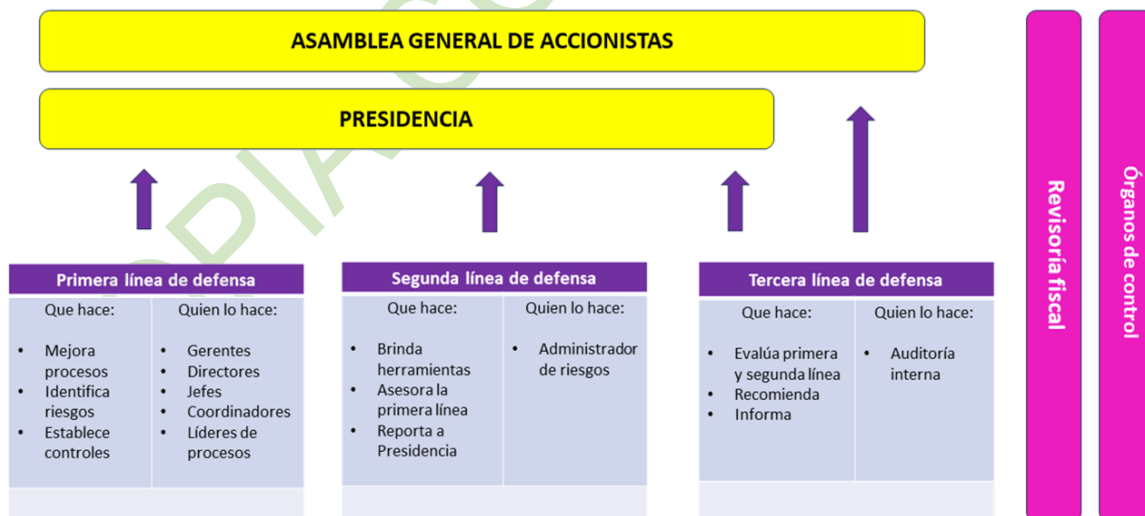 ASAMBLEA GENERAL DE ACCIONISTAS
PRESIDENCIA
Primera línea de defensa
Que hace:
• Mejora
procesos
• Identifica
riesgos
• Establece
controles
Quien lo hace:
• Gerentes
• Directores
• Jefes
• Coordinadores
• Líderes de
procesos
Segunda línea de defensa
Que hace:
• Brinda
herramientas
• Asesora la
primera línea
• Reporta a
Presidencia
Quien lo hace:
• Administrador
de riesgos
Tercera línea de defensa
Que hace:
• Evalúa primera
y segunda línea
• Recomienda
• Informa
Quien lo hace:
• Auditoría
interna
Revisoría fiscal
Órganos de control